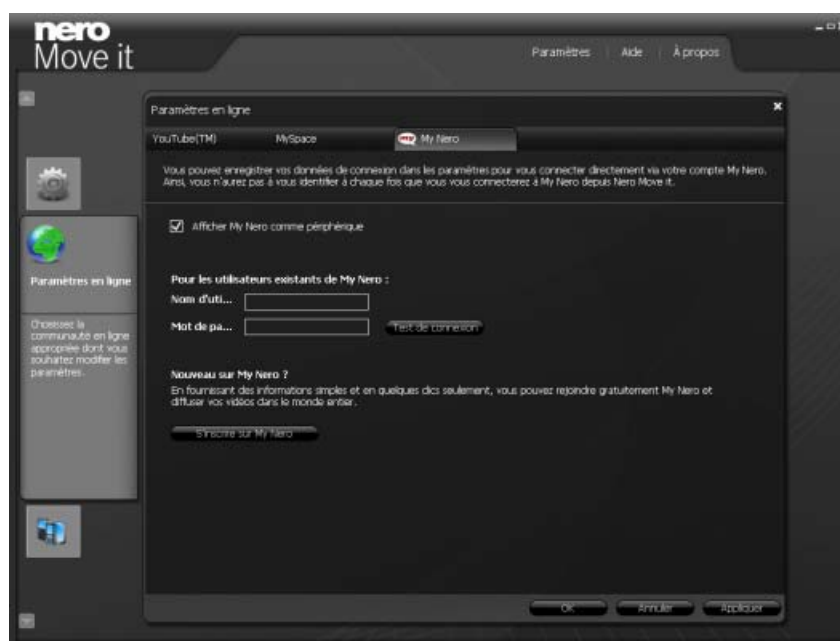 nero
Move it
Paramètres
Aide
À propos
Paramètres en ligne
YouTube(TM)
MySpace
My Nero
Vous pouvez enregistrer vos données de connexion dans les paramètres pour vous connecter directement via votre compte My Nero.
Ainsi, vous n'aurez pas à vous identifier à chaque fois que vous vous connecterez à My Nero depuis Nero Move it.
Afficher My Nero comme périphérique
Paramètres en ligne
Choisissez la
communauté en ligne
appropriée dont vous
souhaitez modifier les
paramètres.
Pour les utilisateurs existants de My Nero :
Nom d'uti...
Mot de pa...
Test de connexion
Nouveau sur My Nero ?
En fournissant des informations simples et en quelques clics seulement, vous pouvez rejoindre gratuitement My Nero et
diffuser vos vidéos dans le monde entier.
S'inscrire sur My Nero
OK
Annuler
Appliquer